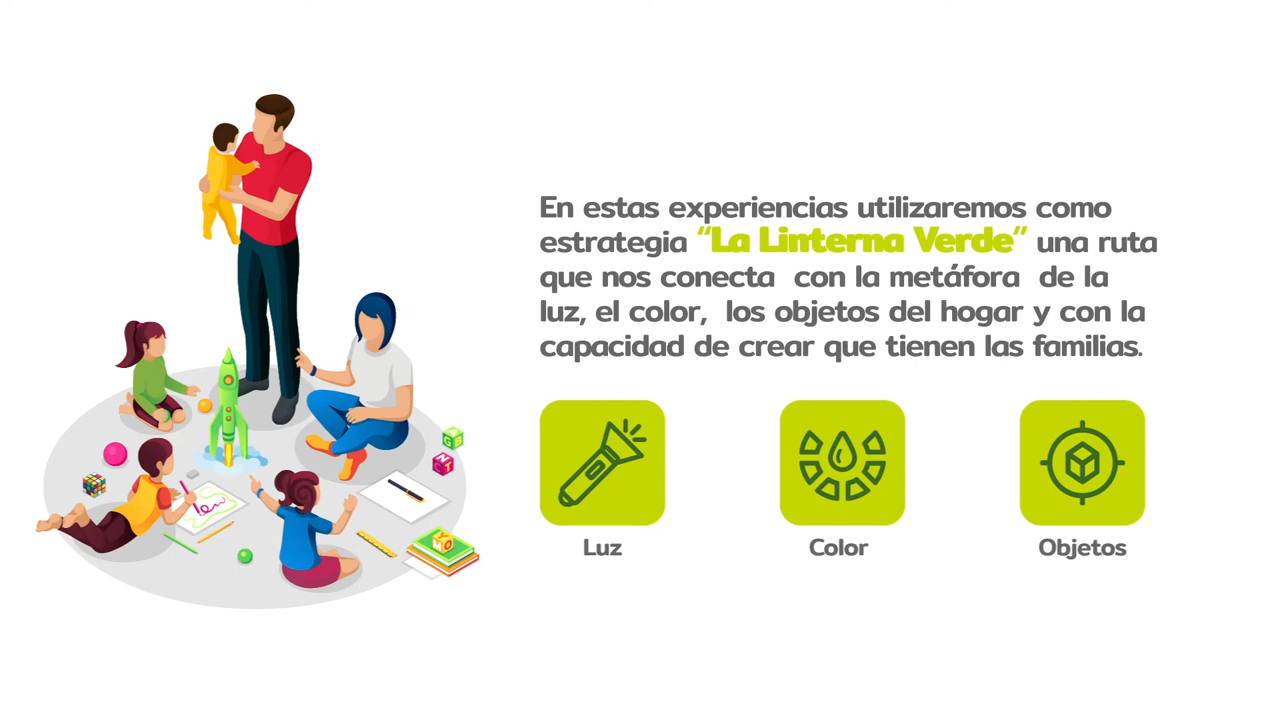 En estas experiencias utilizaremos como
estrategia “La Linterna Verde” una ruta
que nos conecta con la metáfora de la
luz, el color, los objetos del hogar y con la
capacidad de crear que tienen las familias.
Luz
Color
Objetos